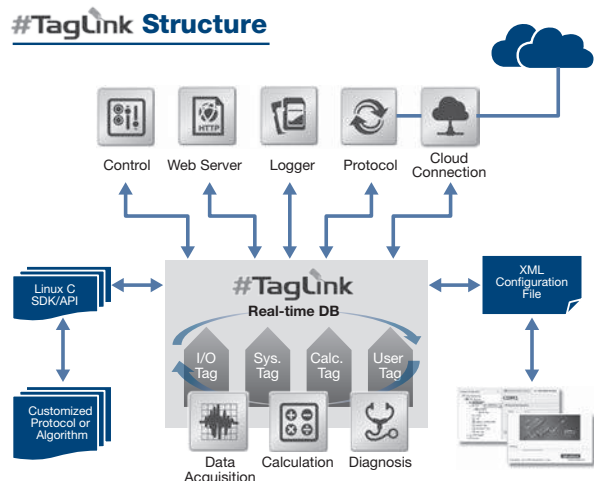 #TagLink Structure
HTTP
Control
Web Server
Logger
Protocol
Cloud
Connection
Linux C
SDK/API
#TagLink
Real-time DB
XML
Configuration
File
I/O
Tag
Sys.
Tag
Calc.
Tag
User
Tag
Customized
Protocol or
Algorithm
Data
Acquisition
Calculation
Diagnosis